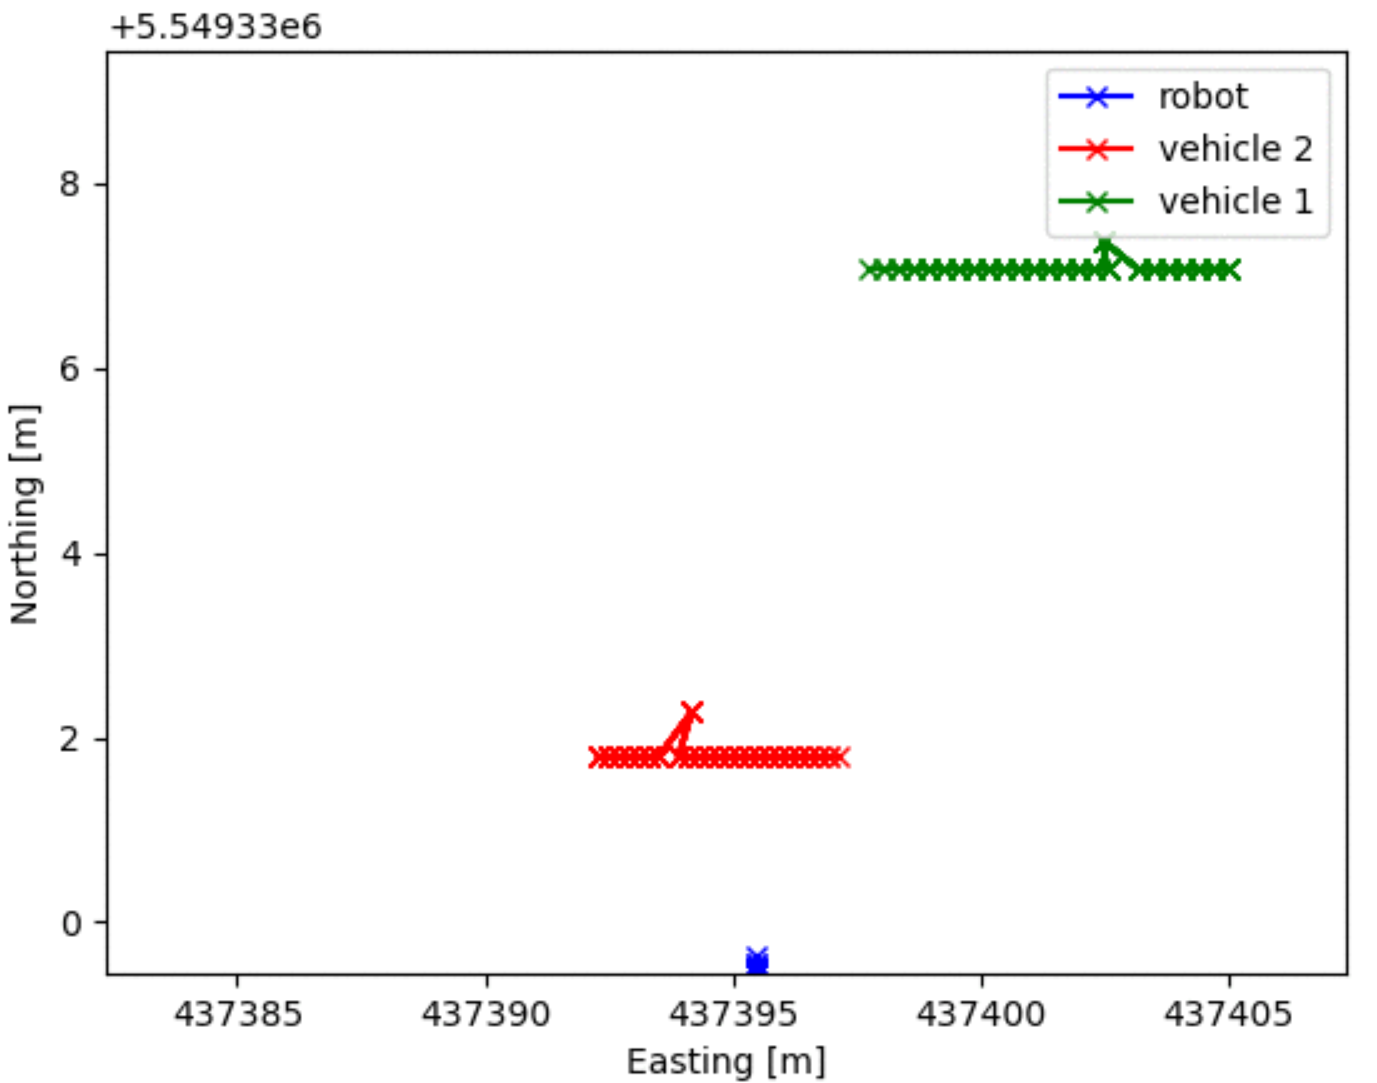 +5.54933e6
robot
vehicle 2
vehicle 1
8
6
4
2
0
Northing [m]
437385 437390 437395 437400 437405
Easting [m]